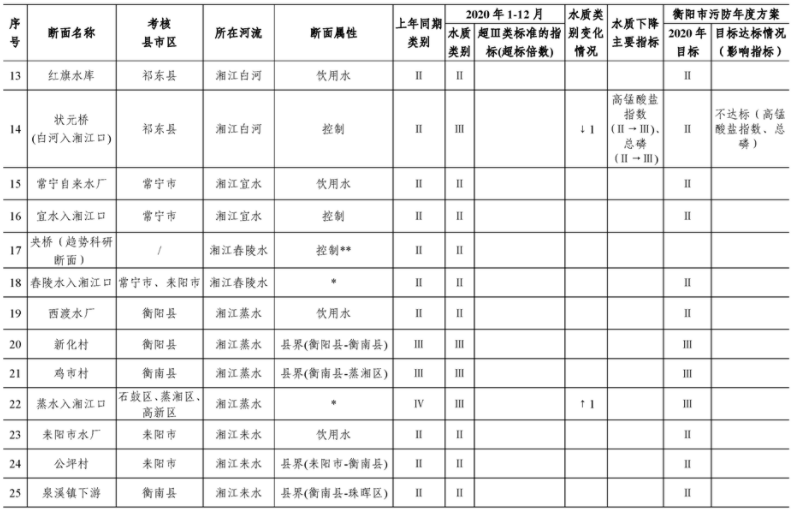 序号 断面名称 考核县市区 所在河流 断面属性 上年同期类别 2020年1-12月 水质类别变化情况 水质下降主要指标 衡阳市污防年度方案
水质类别 超Ⅲ类标准的指标(超标倍数) 2020年目标 目标达标情况（影响指标）
13 红旗水库 祁东县 湘江白河 饮用水 Ⅱ Ⅱ Ⅱ
14 状元桥(白河入湘江口) 祁东县 湘江白河 控制 Ⅱ Ⅲ ↓1 高锰酸盐指数(Ⅱ→Ⅲ)、总磷(Ⅱ→Ⅲ) Ⅱ 不达标（高锰酸盐指数、总磷）
15 常宁自来水厂 常宁市 湘江宜水 饮用水 Ⅱ Ⅱ Ⅱ
16 宜水入湘江口 常宁市 湘江宜水 控制 Ⅱ Ⅱ Ⅱ
17 央桥（趋势科研断面） / 湘江舂陵水 控制** Ⅱ Ⅱ
18 舂陵水入湘江口 常宁市、耒阳市 湘江舂陵水 * Ⅱ Ⅱ Ⅱ
19 西渡水厂 衡阳县 湘江蒸水 饮用水 Ⅱ Ⅱ Ⅱ
20 新化村 衡阳县 湘江蒸水 县界(衡阳县-衡南县) Ⅲ Ⅲ Ⅲ
21 鸡市村 衡南县 湘江蒸水 县界(衡南县-蒸湘区) Ⅲ Ⅲ Ⅲ
22 蒸水入湘江口 石鼓区、蒸湘区、高新区 湘江蒸水 * Ⅳ Ⅲ ↑1 Ⅲ
23 耒阳市水厂 耒阳市 湘江耒水 饮用水 Ⅱ Ⅱ Ⅱ
24 公坪村 耒阳市 湘江耒水 县界(耒阳市-衡南县) Ⅱ Ⅱ Ⅱ
25 泉溪镇下游 衡南县 湘江耒水 县界(衡南县-珠晖区) Ⅱ Ⅱ Ⅱ